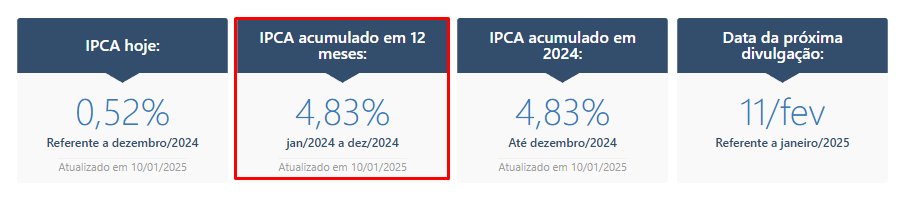 IPCA hoje:
0,52%
Referente a dezembro/2024
Atualizado em 10/01/2025
IPCA acumulado em 12
meses:
4,83%
jan/2024 a dez/2024
Atualizado em 10/01/2025
IPCA acumulado em
2024:
4,83%
Até dezembro/2024
Atualizado em 10/01/2025
Data da próxima
divulgação:
11/fev
Referente a janeiro/2025